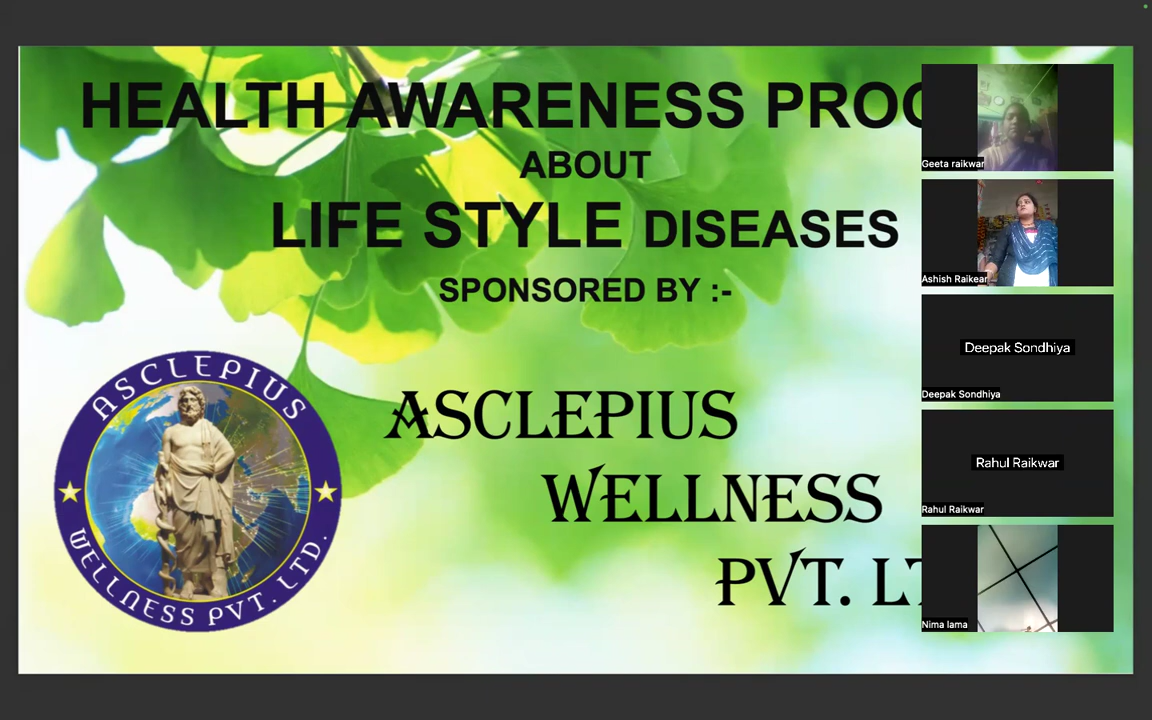 HEALTH AWARENESS PROG
ABOUT
LIFE STYLE DISEASES
SPONSORED BY :-
ASCLEPIUS
WELLNESS
PVT. LT
ASCLEPIUS
WELLNESS PVT. LTD.
Geeta raikwar
Ashish Raikear
Deepak Sondhiya
Deepak Sondhiya
Rahul Raikwar
Rahul Raikwar
Nima lama